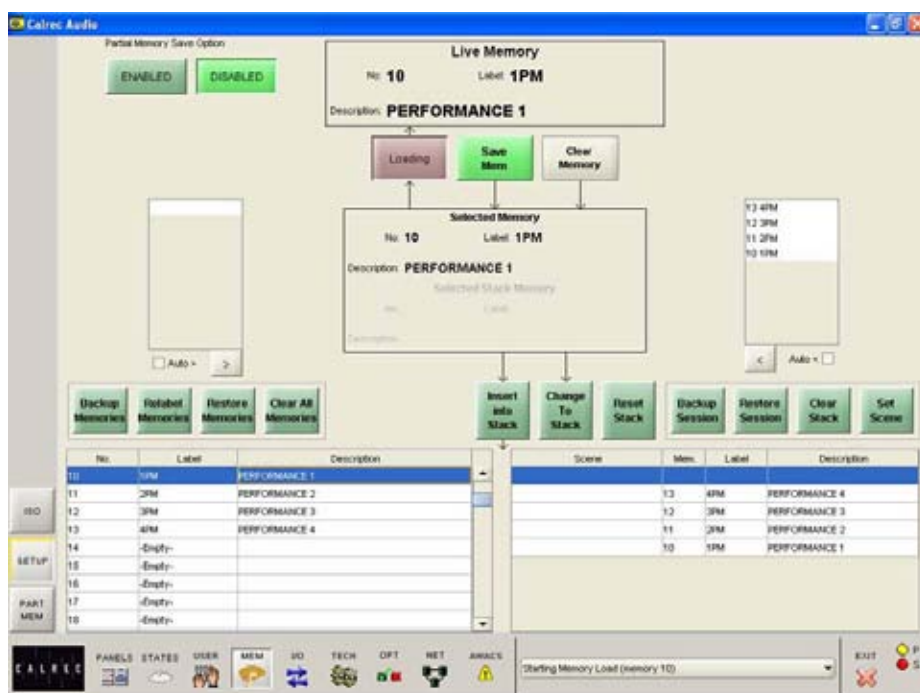 Calrec Audio
Partial Memory Save Option
ENABLED
DISABLED
Live Memory
No: 10 Label: 1PM
Description: PERFORMANCE 1
Loading
Save Mem
Clear Memory
Selected Memory
No: 10 Label: 1PM
Description: PERFORMANCE 1
Selected Stack Memory
No: Label:
Description:
13 4PM
12 3PM
11 2PM
10 1PM
Auto >
>
<
Auto <
Backup Memories
Relabel Memories
Restore Memories
Clear All Memories
Insert into Stack
Change To Stack
Reset Stack
Backup Session
Restore Session
Clear Stack
Set Scene
No. Label Description
10 1PM PERFORMANCE 1
11 2PM PERFORMANCE 2
12 3PM PERFORMANCE 3
13 4PM PERFORMANCE 4
14 -Empty-
15 -Empty-
16 -Empty-
17 -Empty-
18 -Empty-
Scene Mem. Label Description
13 4PM PERFORMANCE 4
12 3PM PERFORMANCE 3
11 2PM PERFORMANCE 2
10 1PM PERFORMANCE 1
ISO
SETUP
PART MEM
CALREC
PANELS
STATES
USER
MEM
I/O
TECH
OPT
NET
AWACS
Starting Memory Load (memory 10)
EXIT
P